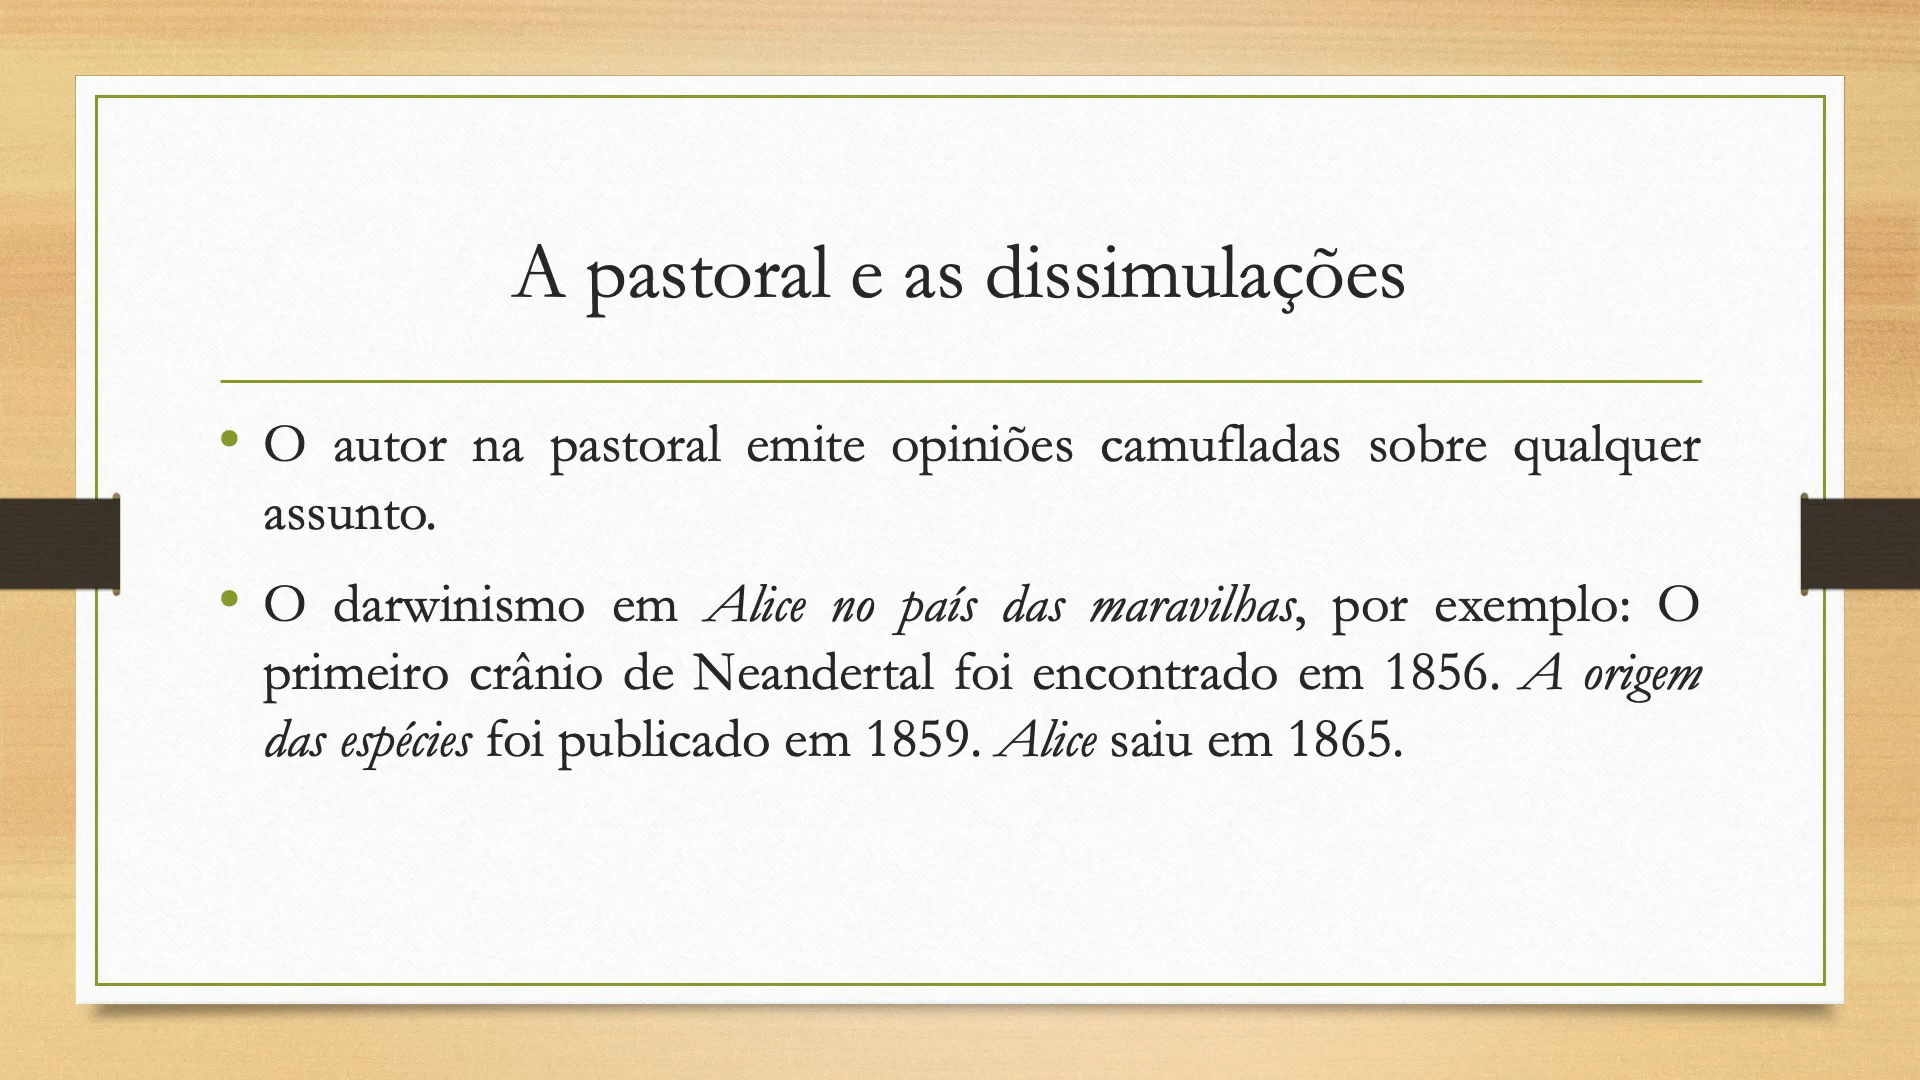 A pastoral e as dissimulações
• O autor na pastoral emite opiniões camufladas sobre qualquer
assunto.
• O darwinismo em Alice no país das maravilhas, por exemplo: O
primeiro crânio de Neandertal foi encontrado em 1856. A origem
das espécies foi publicado em 1859. Alice saiu em 1865.